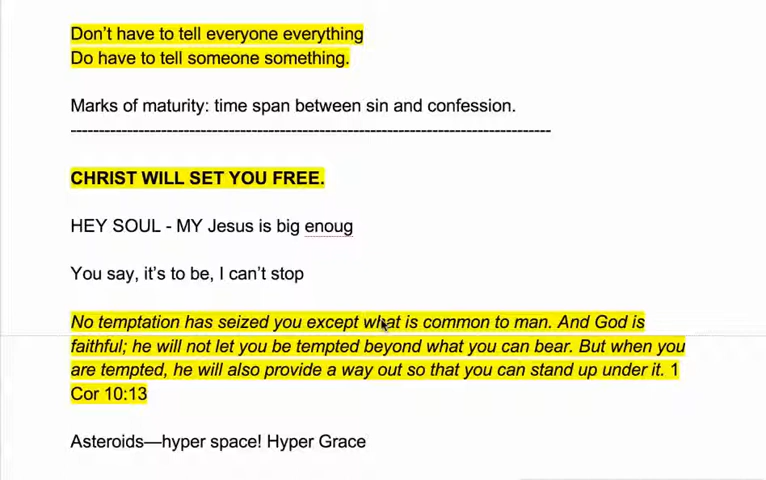 Don't have to tell everyone everything
Do have to tell someone something.
Marks of maturity: time span between sin and confession.
--------------------------------------------------------------------------------
CHRIST WILL SET YOU FREE.
HEY SOUL - MY Jesus is big enoug
You say, it's to be, I can't stop
No temptation has seized you except what is common to man. And God is
faithful; he will not let you be tempted beyond what you can bear. But when you
are tempted, he will also provide a way out so that you can stand up under it. 1
Cor 10:13
Asteroids—hyper space! Hyper Grace